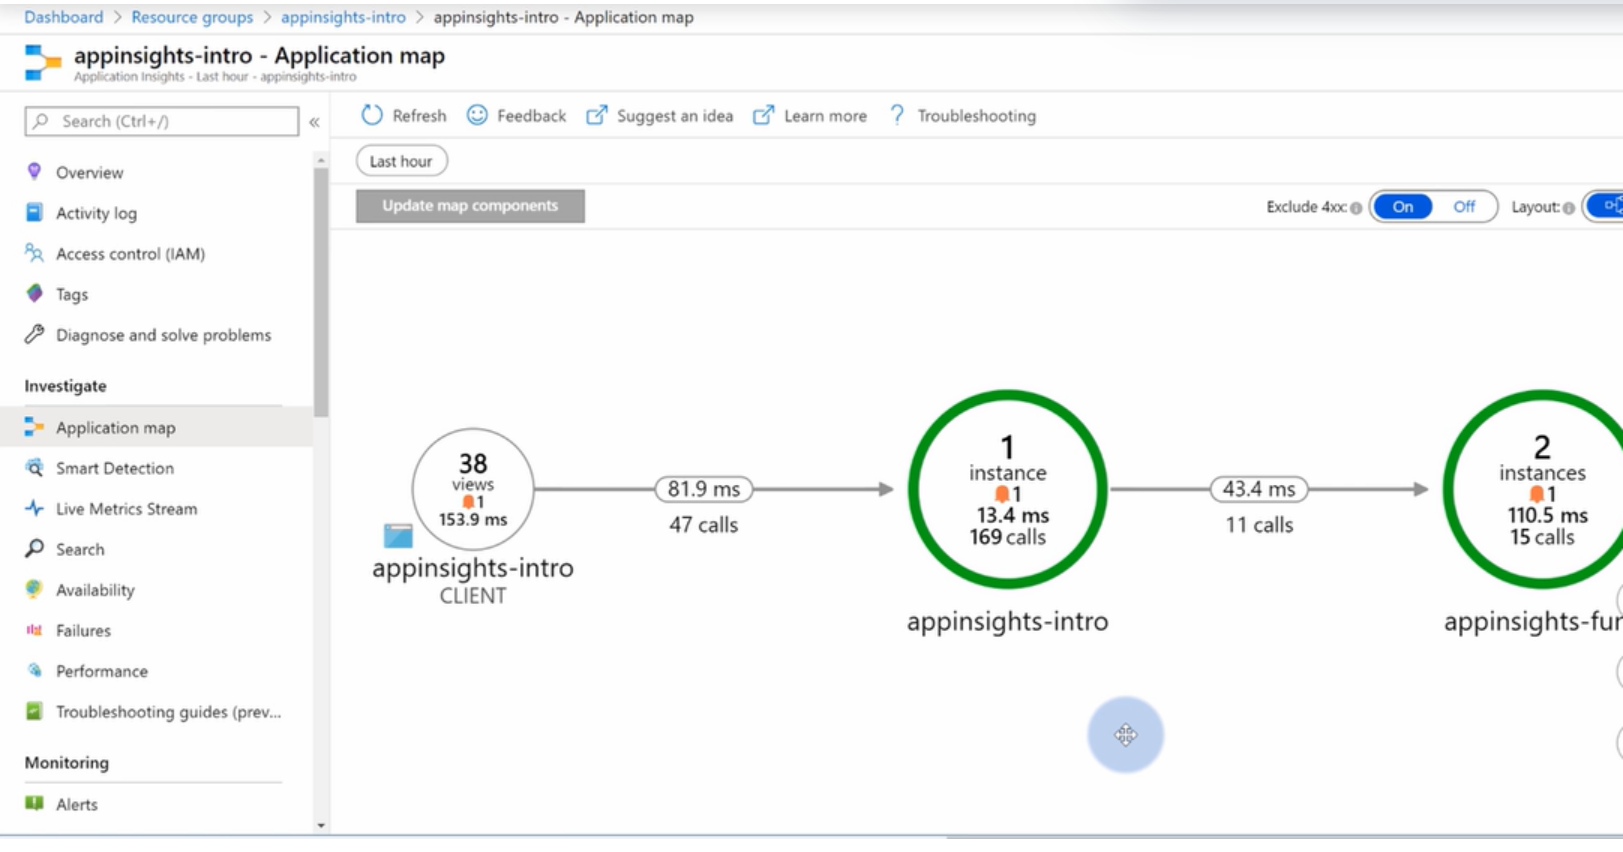 Dashboard > Resource groups > appinsights-intro > appinsights-intro - Application map
appinsights-intro - Application map
Application Insights - Last hour - appinsights-intro
Search (Ctrl+/) «
Refresh Feedback Suggest an idea Learn more ? Troubleshooting
Last hour
Update map components
Exclude 4xx: On Off Layout:
Overview
Activity log
Access control (IAM)
Tags
Diagnose and solve problems
Investigate
Application map
Smart Detection
Live Metrics Stream
Search
Availability
Failures
Performance
Troubleshooting guides (prev...
Monitoring
Alerts
38
views
1
153.9 ms
appinsights-intro
CLIENT
81.9 ms
47 calls
1
instance
1
13.4 ms
169 calls
appinsights-intro
43.4 ms
11 calls
2
instances
1
110.5 ms
15 calls
appinsights-fun